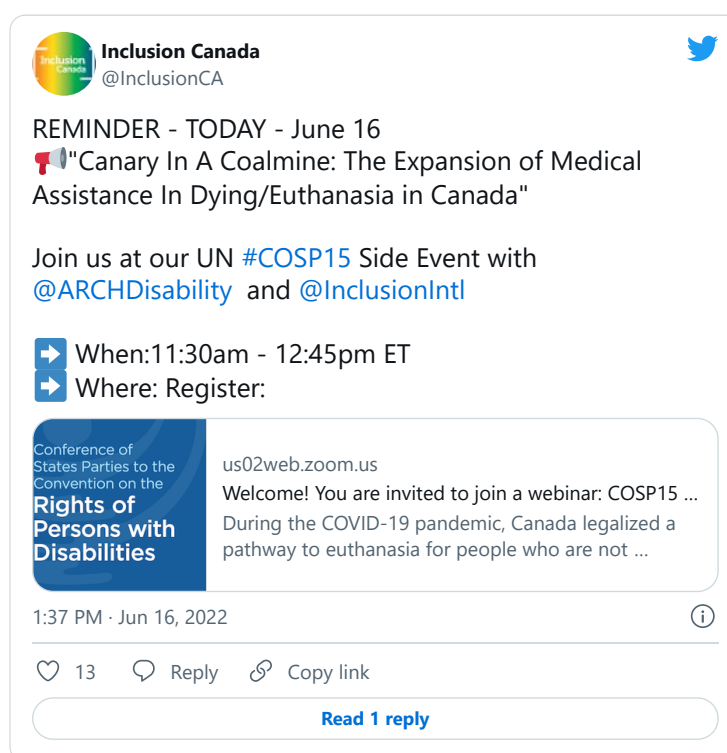 Inclusion
Canada
Inclusion Canada
@InclusionCA
REMINDER - TODAY - June 16
"Canary In A Coalmine: The Expansion of Medical
Assistance In Dying/Euthanasia in Canada"
Join us at our UN #COSP15 Side Event with
@ARCHDisability and @InclusionIntl
When:11:30am - 12:45pm ET
Where: Register:
Conference of
States Parties to the
Convention on the
Rights of
Persons with
Disabilities
us02web.zoom.us
Welcome! You are invited to join a webinar: COSP15 ...
During the COVID-19 pandemic, Canada legalized a
pathway to euthanasia for people who are not ...
1:37 PM · Jun 16, 2022
13 Reply Copy link
Read 1 reply